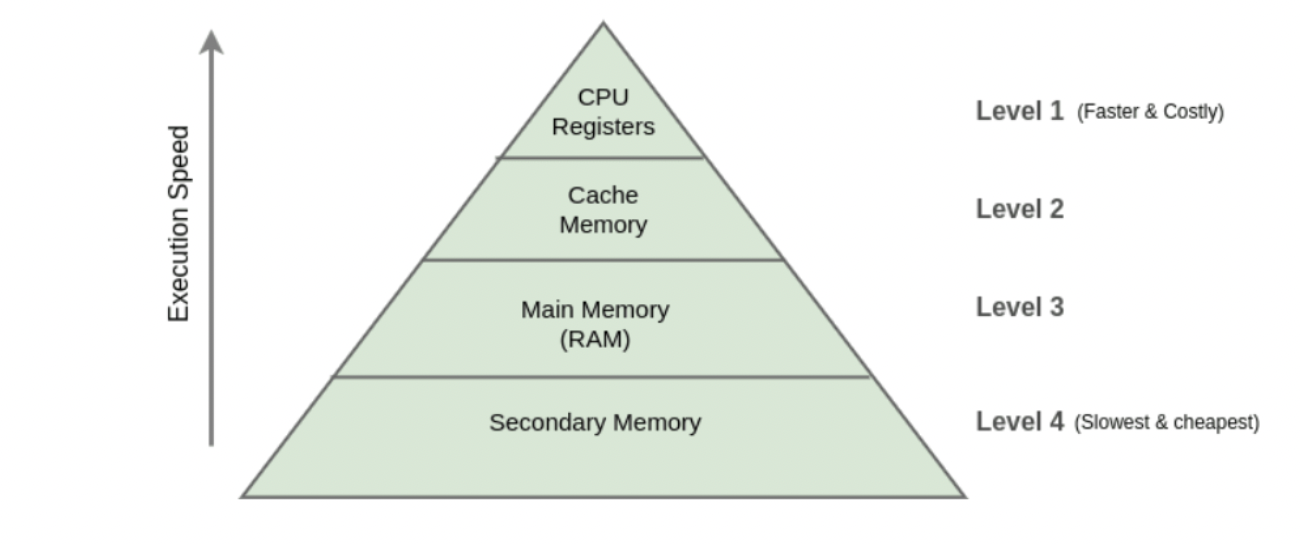 Execution Speed
CPU
Registers
Level 1 (Faster & Costly)
Cache
Memory
Level 2
Main Memory
(RAM)
Level 3
Secondary Memory
Level 4 (Slowest & cheapest)